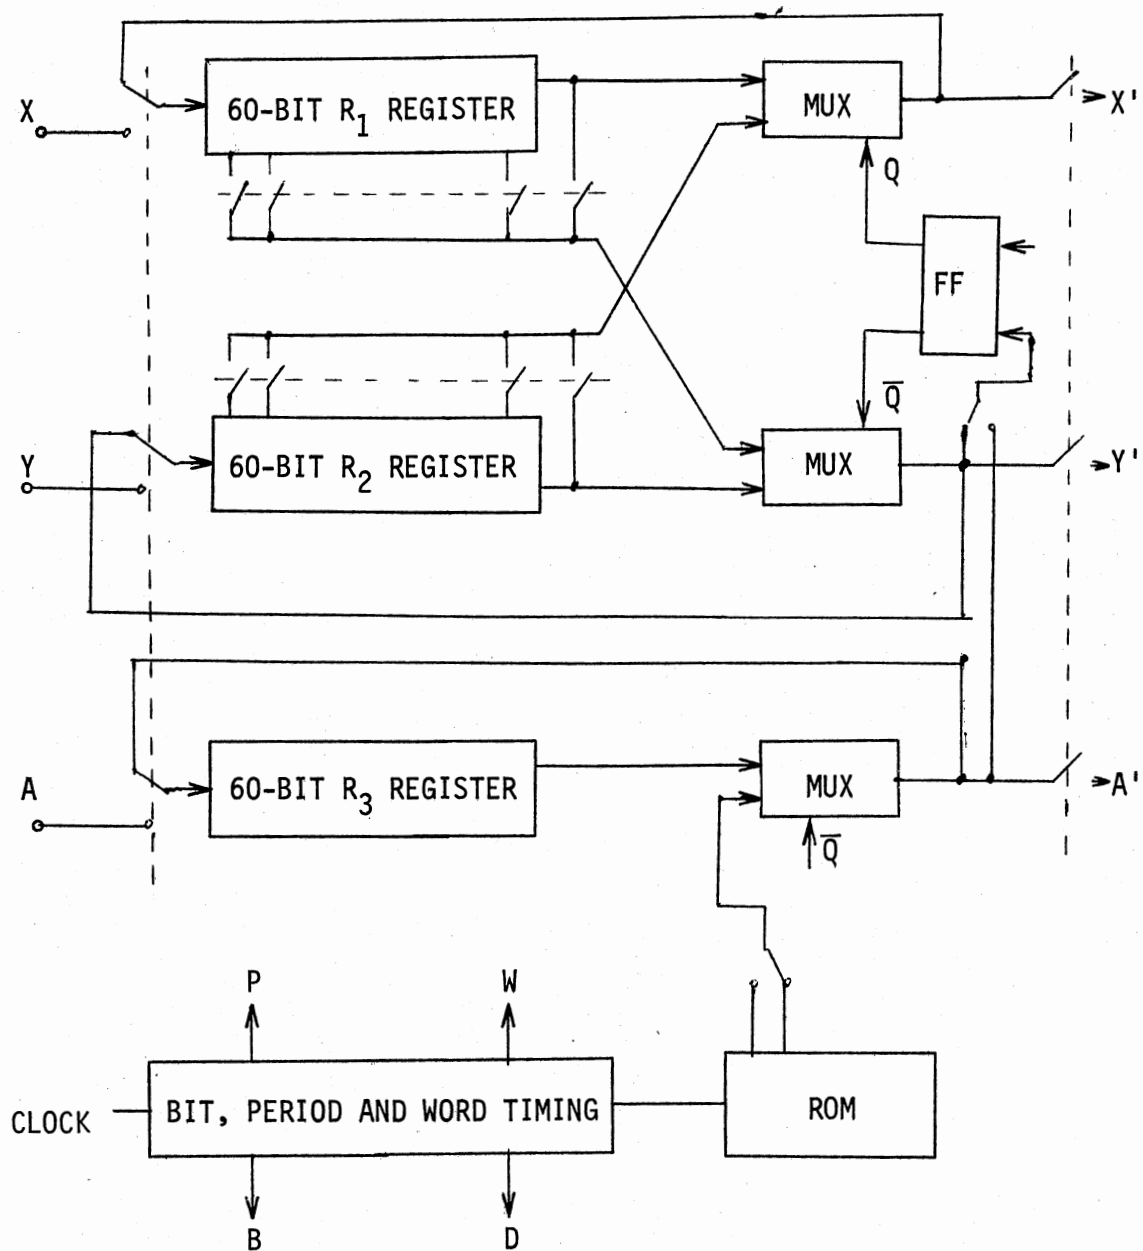 X
60-BIT R1 REGISTER
MUX
X'
Q
FF
Q̅
Y
60-BIT R2 REGISTER
MUX
Y'
A
60-BIT R3 REGISTER
MUX
A'
Q̅
P
W
CLOCK
BIT, PERIOD AND WORD TIMING
ROM
B
D